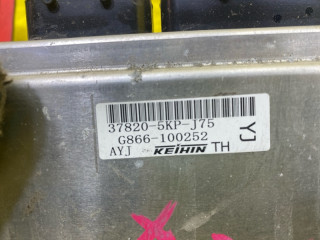 37820-5KP-J75
G866-100252
AYJ KEIHIN TH
YJ